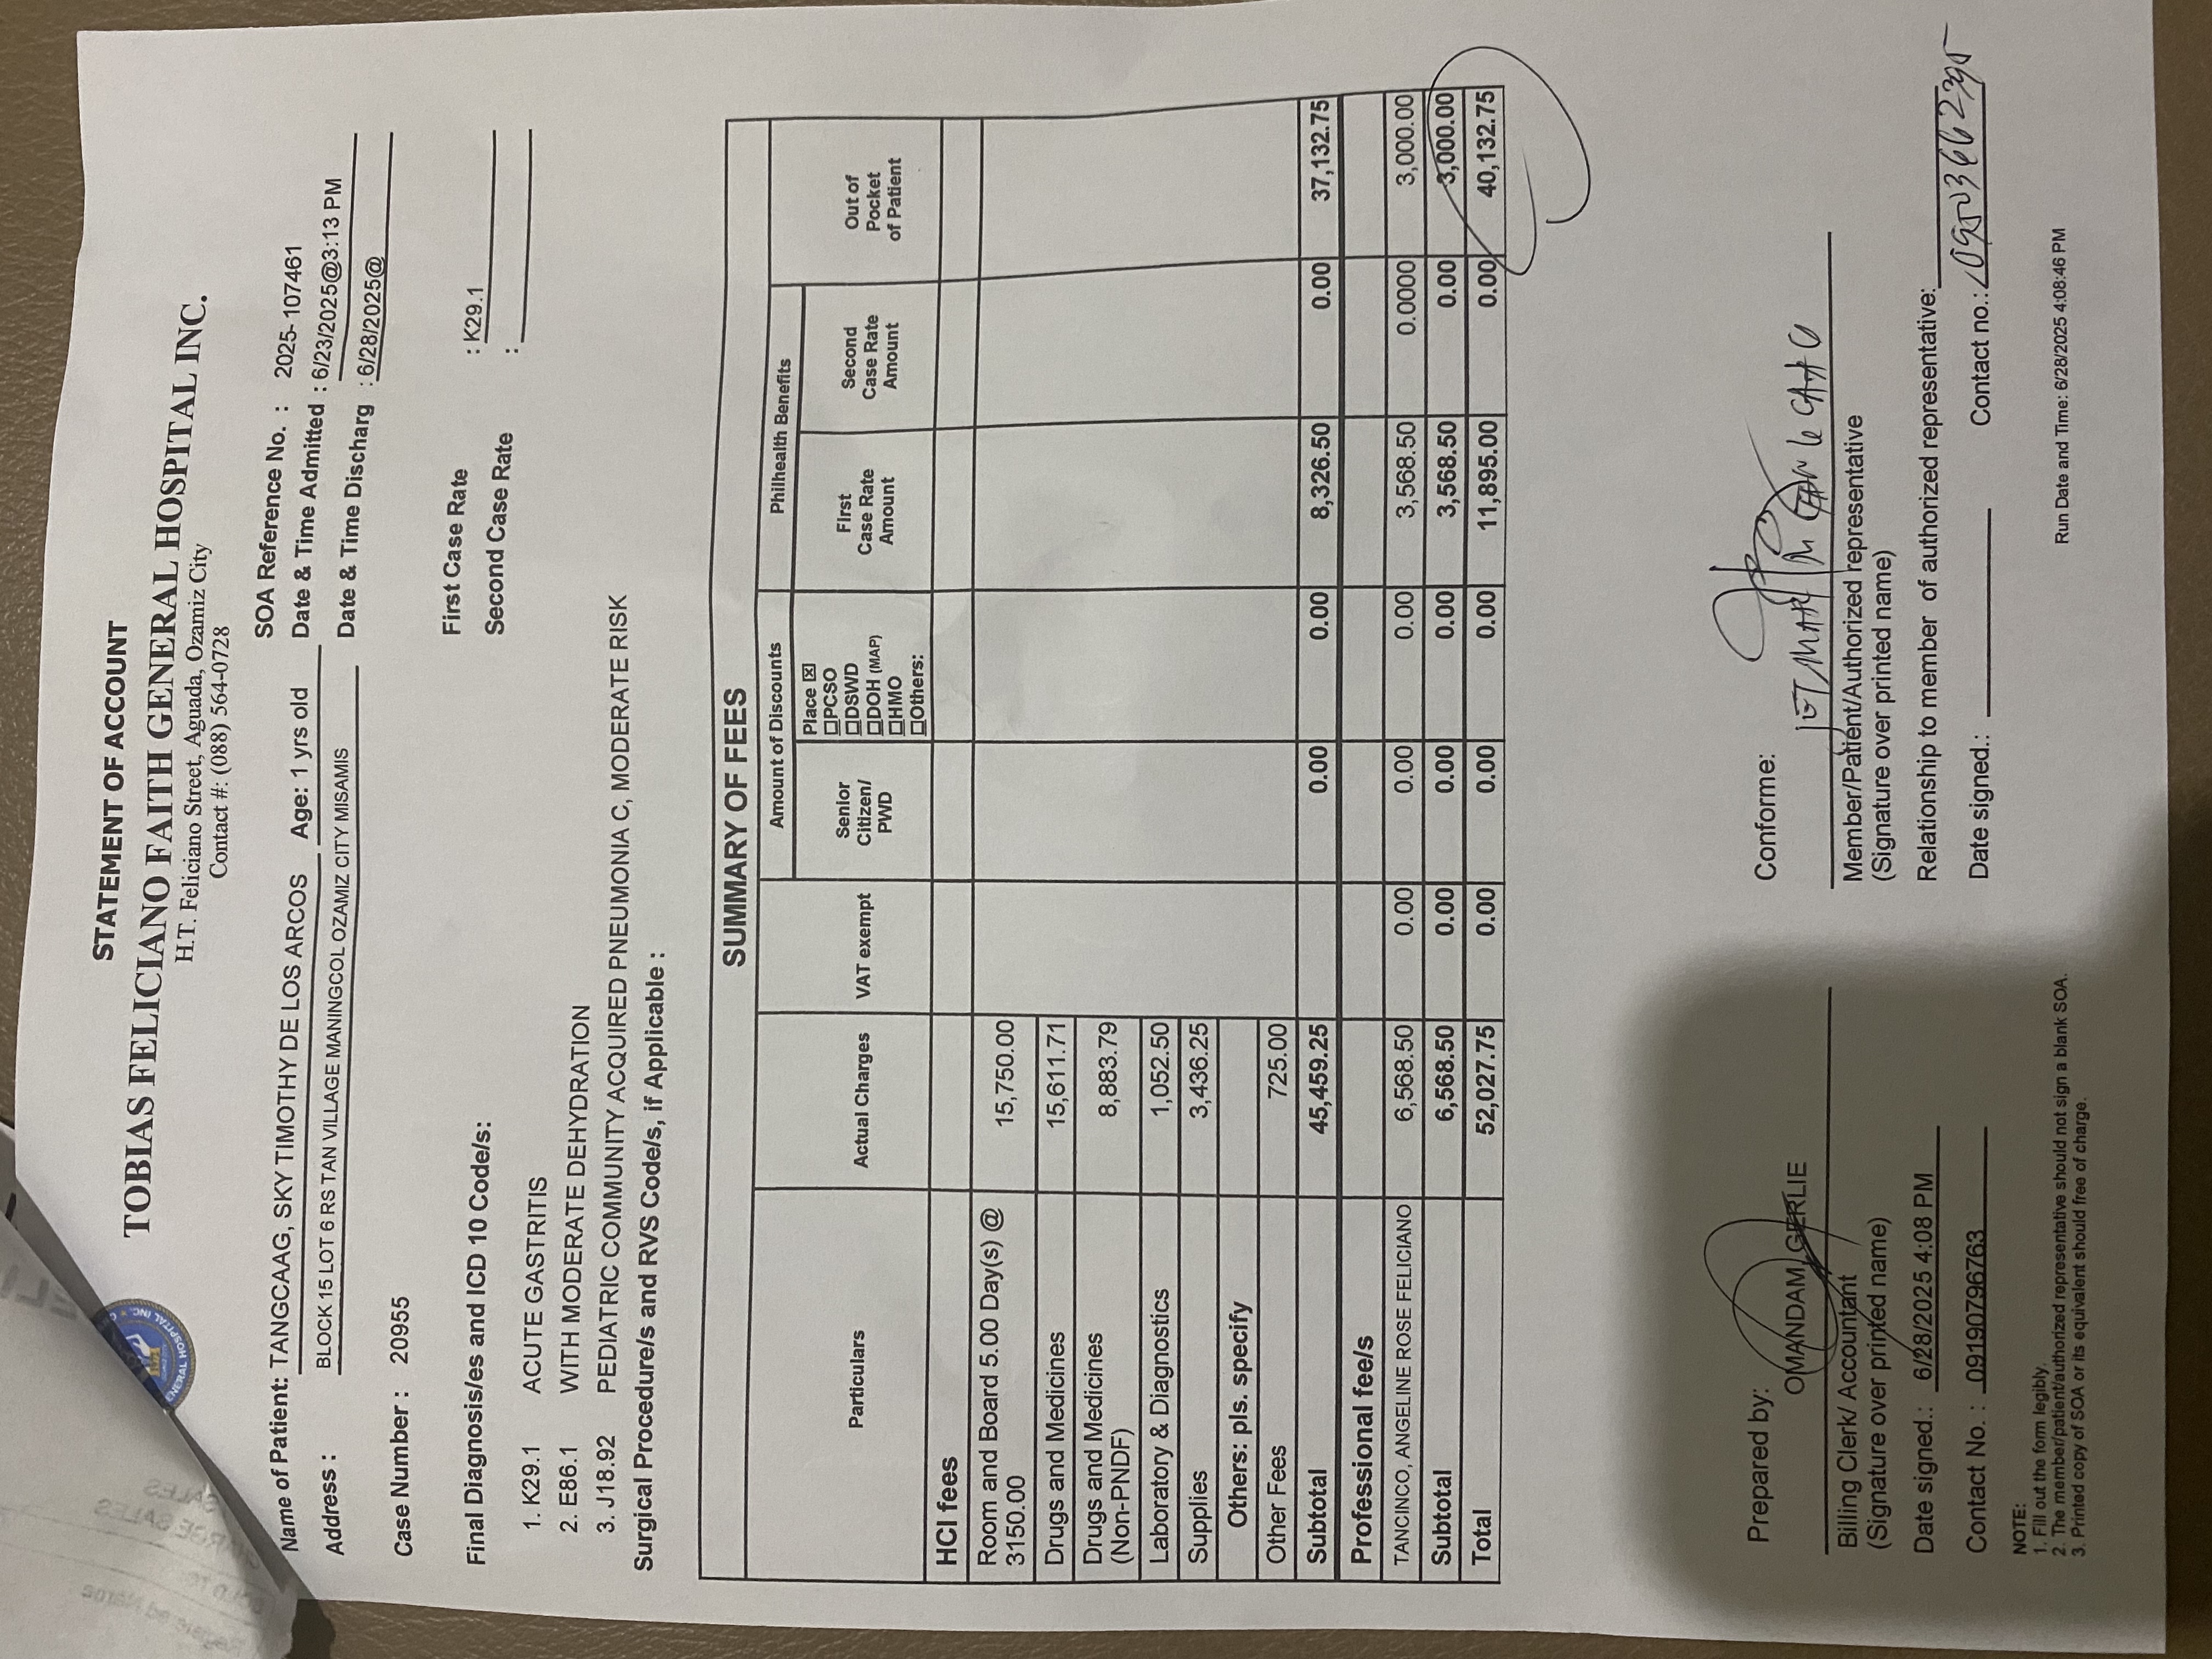 STATEMENT OF ACCOUNT
TOBIAS FELICIANO FAITH GENERAL HOSPITAL INC.
H.T. Feliciano Street, Aguada, Ozamiz City
Contact #: (088) 564-0728
Name of Patient: TANGCAAG, SKY TIMOTHY DE LOS ARCOS Age: 1 yrs old SOA Reference No. : 2025-107461
Address : BLOCK 15 LOT 6 RS TAN VILLAGE MANINGCOL OZAMIZ CITY MISAMIS Date & Time Admitted : 6/23/2025@3:13 PM
Date & Time Discharg : 6/28/2025@
Case Number : 20955
First Case Rate : K29.1
Second Case Rate :
Final Diagnosis/es and ICD 10 Code/s:
1. K29.1 ACUTE GASTRITIS
2. E86.1 WITH MODERATE DEHYDRATION
3. J18.92 PEDIATRIC COMMUNITY ACQUIRED PNEUMONIA C, MODERATE RISK
Surgical Procedure/s and RVS Code/s, if Applicable :
SUMMARY OF FEES
Particulars Actual Charges VAT exempt Amount of Discounts Philhealth Benefits Out of Pocket of Patient
Senior Citizen/ PWD Place ☒ First Case Rate Amount Second Case Rate Amount
☐PCSO
☐DSWD
☐DOH (MAP)
☐HMO
☐Others:
HCI fees
Room and Board 5.00 Day(s) @ 3150.00 15,750.00
Drugs and Medicines 15,611.71
Drugs and Medicines (Non-PNDF) 8,883.79
Laboratory & Diagnostics 1,052.50
Supplies 3,436.25
Others: pls. specify
Other Fees 725.00
Subtotal 45,459.25 0.00 0.00 8,326.50 0.00 37,132.75
Professional fee/s
TANCINCO, ANGELINE ROSE FELICIANO 6,568.50 0.00 0.00 0.00 3,568.50 0.0000 3,000.00
Subtotal 6,568.50 0.00 0.00 0.00 3,568.50 0.00 3,000.00
Total 52,027.75 0.00 0.00 0.00 11,895.00 0.00 40,132.75
Prepared by:
OMANDAM, GERLIE
Billing Clerk/ Accountant
(Signature over printed name)
Date signed.: 6/28/2025 4:08 PM
Contact No. : 09190796763
Conforme:
Member/Patient/Authorized representative
(Signature over printed name)
Relationship to member of authorized representative:
Date signed.: Contact no.:
NOTE:
1. Fill out the form legibly.
2. The member/patient/authorized representative should not sign a blank SOA.
3. Printed copy of SOA or its equivalent should free of charge.
Run Date and Time: 6/28/2025 4:08:46 PM